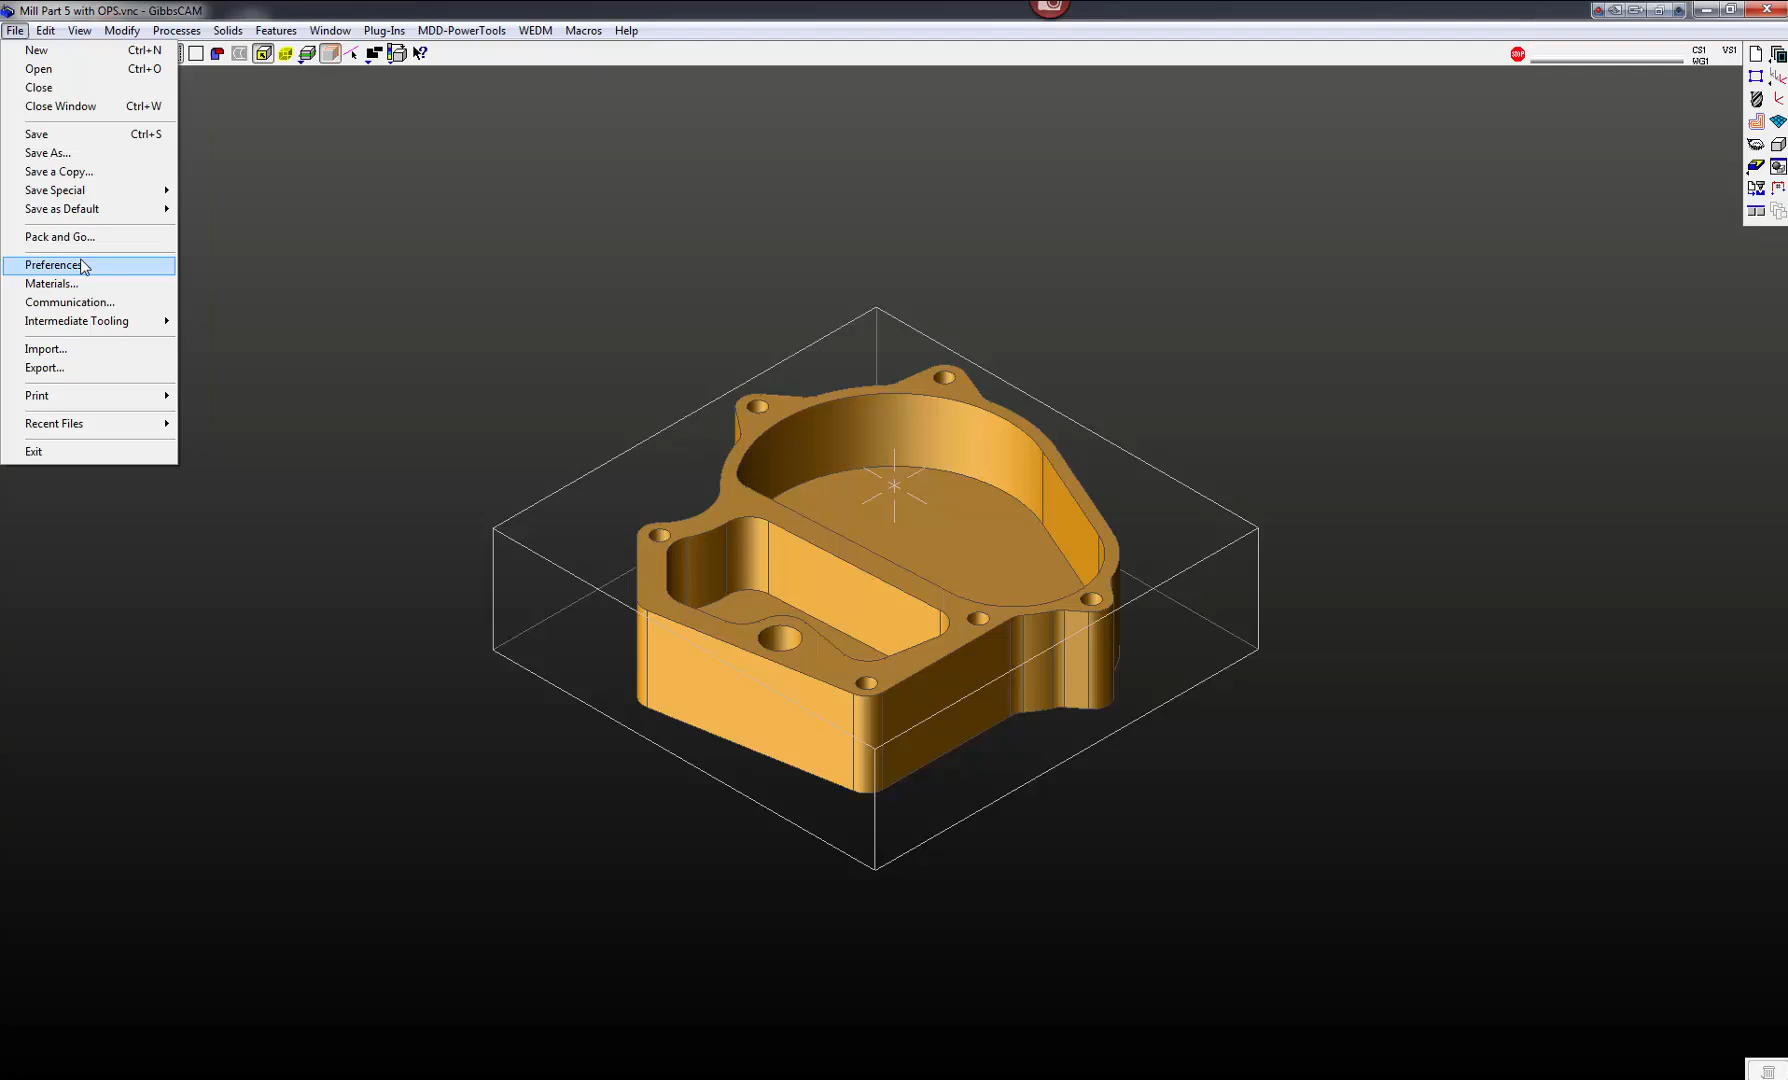 Mill Part 5 with OPS.vnc - GibbsCAM
File Edit View Modify Processes Solids Features Window Plug-Ins MDD-PowerTools WEDM Macros Help
New Ctrl+N
Open Ctrl+O
Close
Close Window Ctrl+W
Save Ctrl+S
Save As...
Save a Copy...
Save Special
Save as Default
Pack and Go...
Preferences
Materials...
Communication...
Intermediate Tooling
Import...
Export...
Print
Recent Files
Exit
STOP
CS1 VS1
WG1